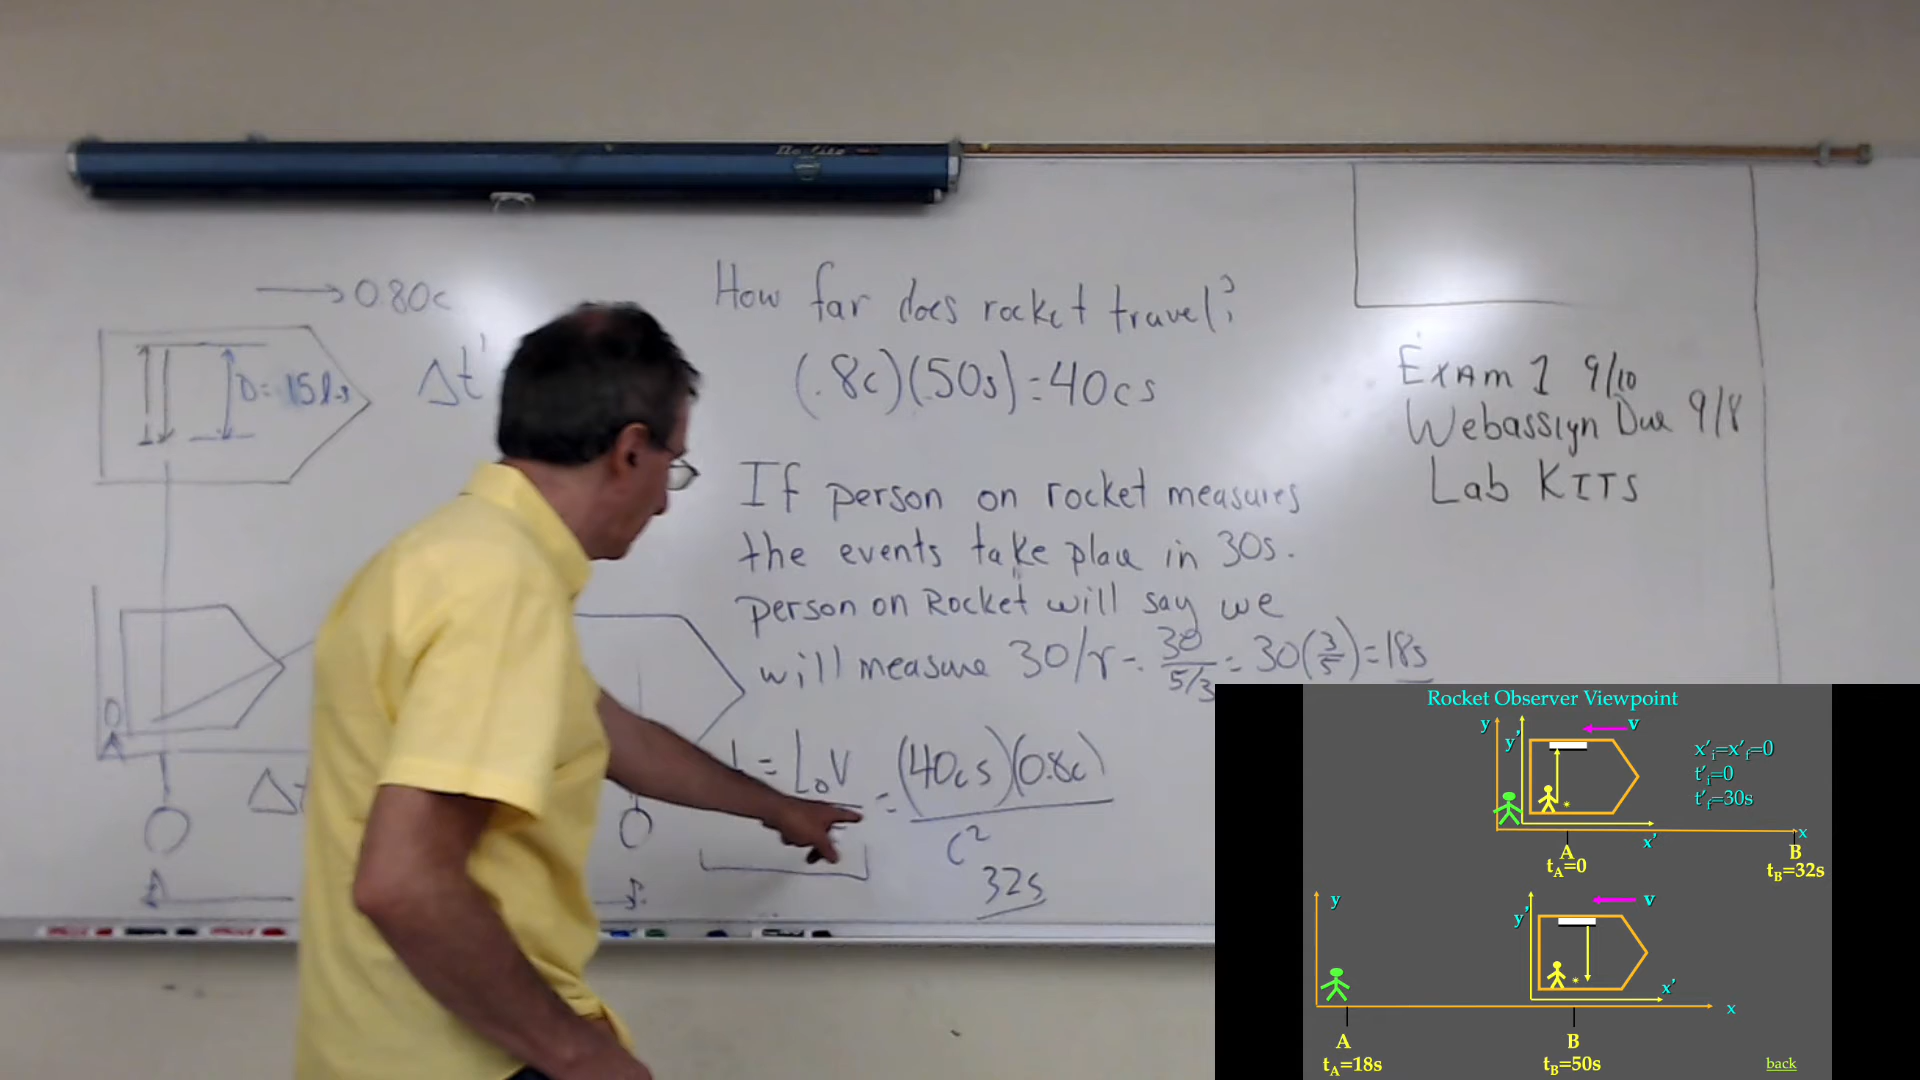 0.80c
D= 15 l-s
Δt'
How far does rocket travel?
(.8c)(50s)=40cs
If person on rocket measures
the events take place in 30s.
person on Rocket will say we
will measure 30/γ = 30/(5/3) = 30(3/5) = 18s
= L₀V = (40cs)(0.8c)
c²
32s
Exam 1 9/10
Webassign Due 9/8
Lab KITS
Rocket Observer Viewpoint
y
y'
v
x'ᵢ=x'f=0
t'ᵢ=0
t'f=30s
x
x'
A
B
tA=0
tB=32s
y
y'
v
x'
x
A
B
tA=18s
tB=50s
back